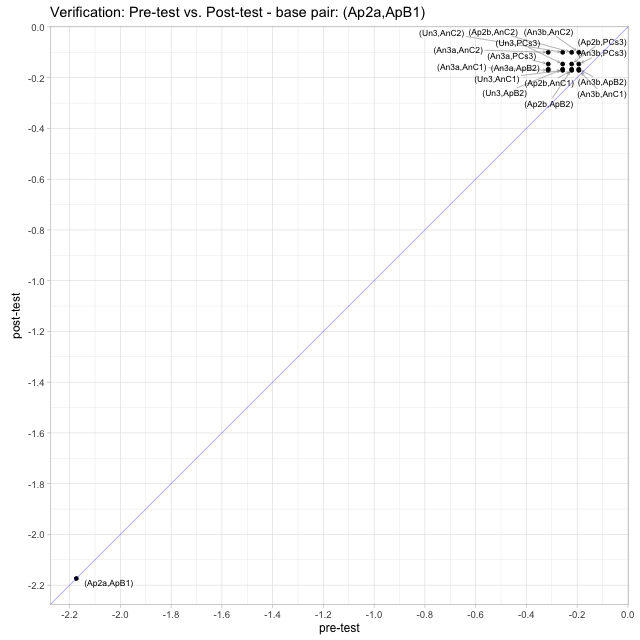 Verification: Pre-test vs. Post-test - base pair: (Ap2a,ApB1)
0.0
-0.2
-0.4
-0.6
-0.8
-1.0
-1.2
-1.4
-1.6
-1.8
-2.0
-2.2
post-test
(Un3,AnC2)
(Ap2b,AnC2)
(An3b,AnC2)
(Un3,PCs3)
(Ap2b,PCs3)
(An3a,AnC2)
(An3a,PCs3)
(An3b,PCs3)
(An3a,AnC1)
(An3a,ApB2)
(Un3,AnC1)
(Ap2b,AnC1)
(An3b,ApB2)
(Un3,ApB2)
(An3b,AnC1)
(Ap2b,ApB2)
(Ap2a,ApB1)
-2.2
-2.0
-1.8
-1.6
-1.4
-1.2
-1.0
-0.8
-0.6
-0.4
-0.2
0.0
pre-test